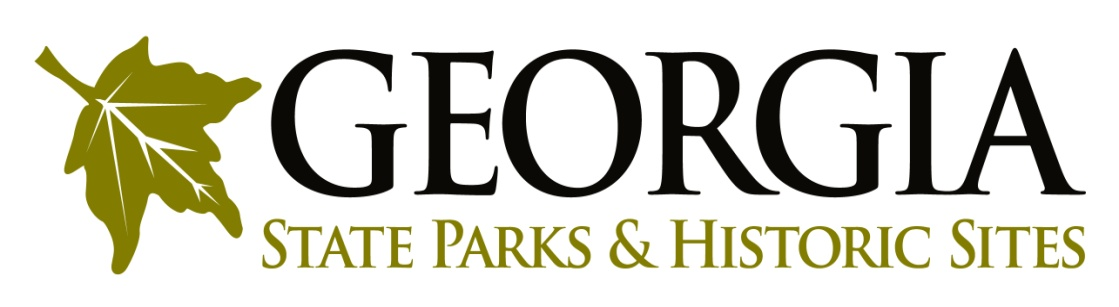 GEORGIA
STATE PARKS & HISTORIC SITES